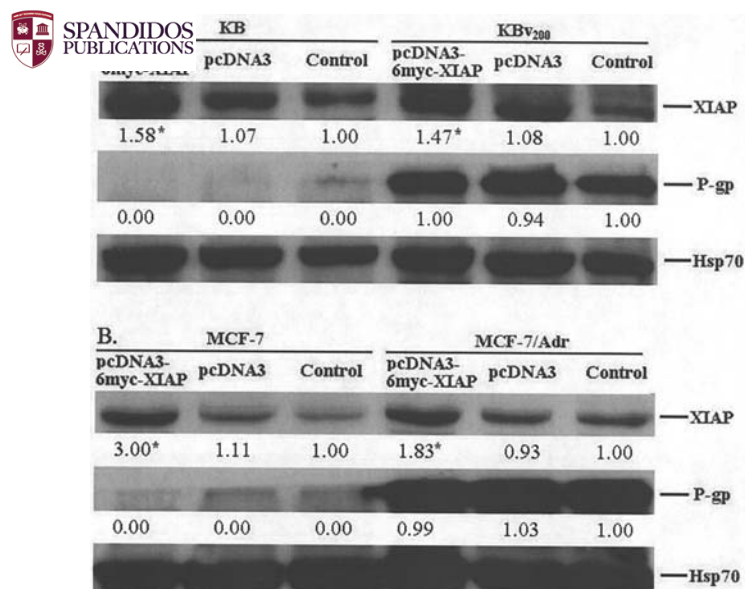 SPANDIDOS
PUBLICATIONS
KB KBv200
6myc-XIAP pcDNA3 Control pcDNA3-
6myc-XIAP pcDNA3 Control
XIAP
1.58* 1.07 1.00 1.47* 1.08 1.00
P-gp
0.00 0.00 0.00 1.00 0.94 1.00
Hsp70
B.
MCF-7 MCF-7/Adr
pcDNA3-
6myc-XIAP pcDNA3 Control pcDNA3-
6myc-XIAP pcDNA3 Control
XIAP
3.00* 1.11 1.00 1.83* 0.93 1.00
P-gp
0.00 0.00 0.00 0.99 1.03 1.00
Hsp70